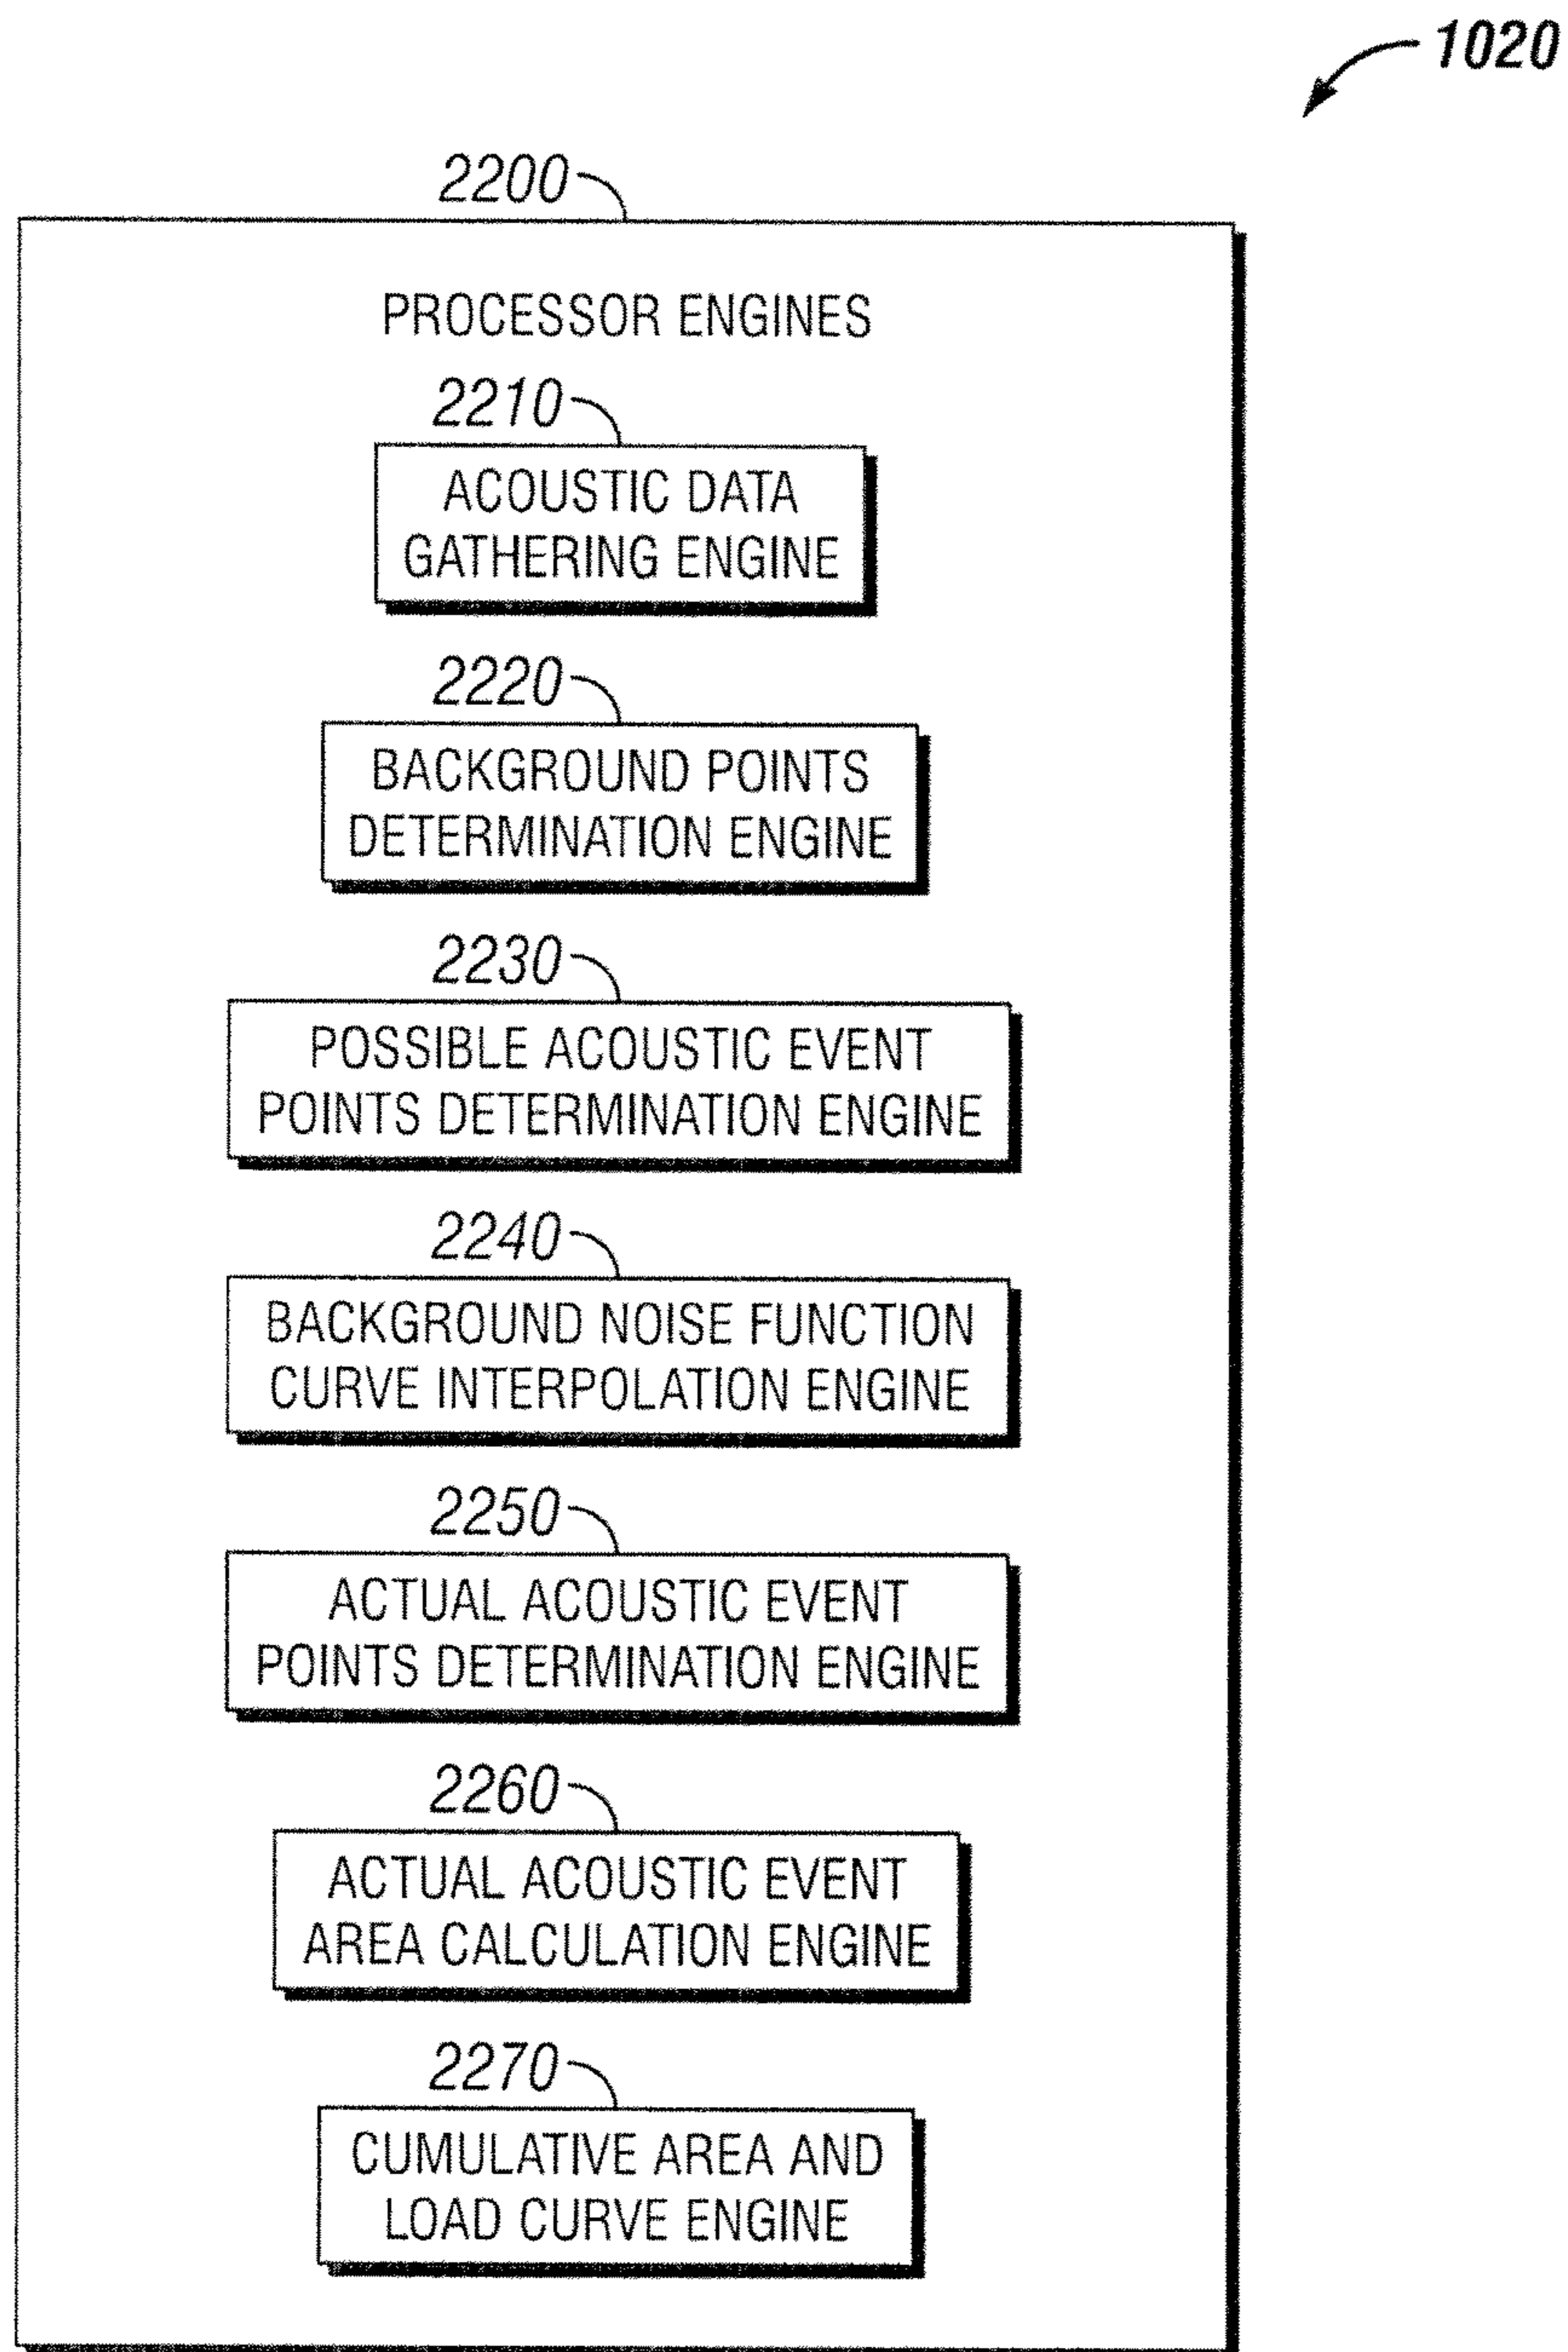 1020
2200
PROCESSOR ENGINES
2210
ACOUSTIC DATA
GATHERING ENGINE
2220
BACKGROUND POINTS
DETERMINATION ENGINE
2230
POSSIBLE ACOUSTIC EVENT
POINTS DETERMINATION ENGINE
2240
BACKGROUND NOISE FUNCTION
CURVE INTERPOLATION ENGINE
2250
ACTUAL ACOUSTIC EVENT
POINTS DETERMINATION ENGINE
2260
ACTUAL ACOUSTIC EVENT
AREA CALCULATION ENGINE
2270
CUMULATIVE AREA AND
LOAD CURVE ENGINE